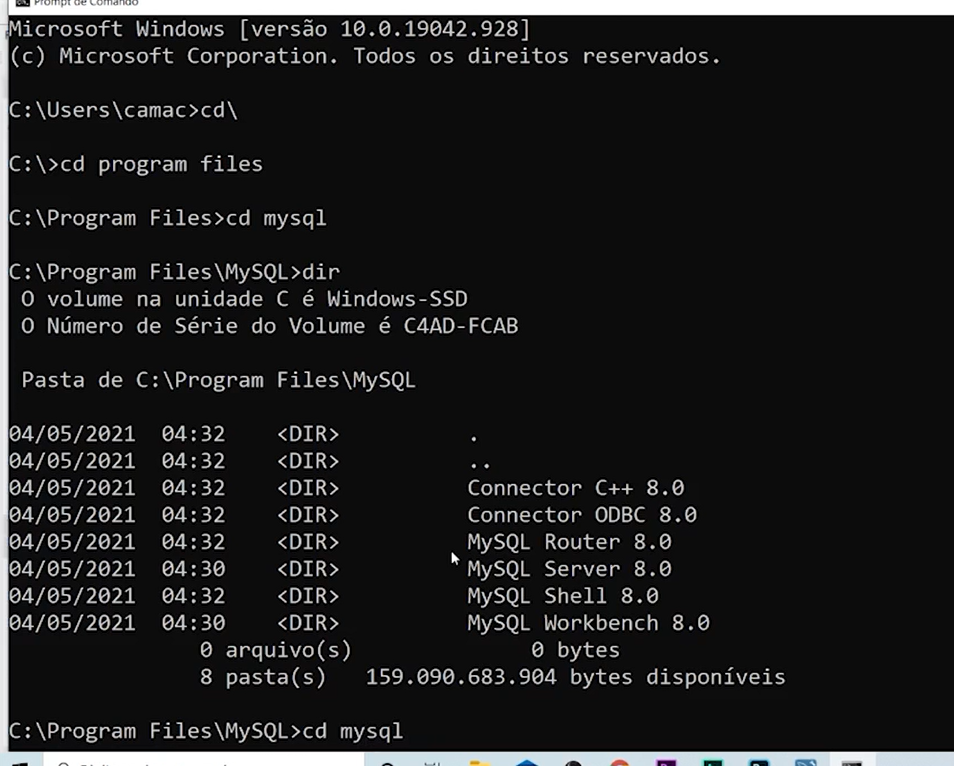 Prompt de Comando
Microsoft Windows [versão 10.0.19042.928]
(c) Microsoft Corporation. Todos os direitos reservados.
C:\Users\camac>cd\
C:\>cd program files
C:\Program Files>cd mysql
C:\Program Files\MySQL>dir
O volume na unidade C é Windows-SSD
O Número de Série do Volume é C4AD-FCAB
Pasta de C:\Program Files\MySQL
04/05/2021  04:32    <DIR>          .
04/05/2021  04:32    <DIR>          ..
04/05/2021  04:32    <DIR>          Connector C++ 8.0
04/05/2021  04:32    <DIR>          Connector ODBC 8.0
04/05/2021  04:32    <DIR>          MySQL Router 8.0
04/05/2021  04:30    <DIR>          MySQL Server 8.0
04/05/2021  04:32    <DIR>          MySQL Shell 8.0
04/05/2021  04:30    <DIR>          MySQL Workbench 8.0
0 arquivo(s)              0 bytes
8 pasta(s)   159.090.683.904 bytes disponíveis
C:\Program Files\MySQL>cd mysql